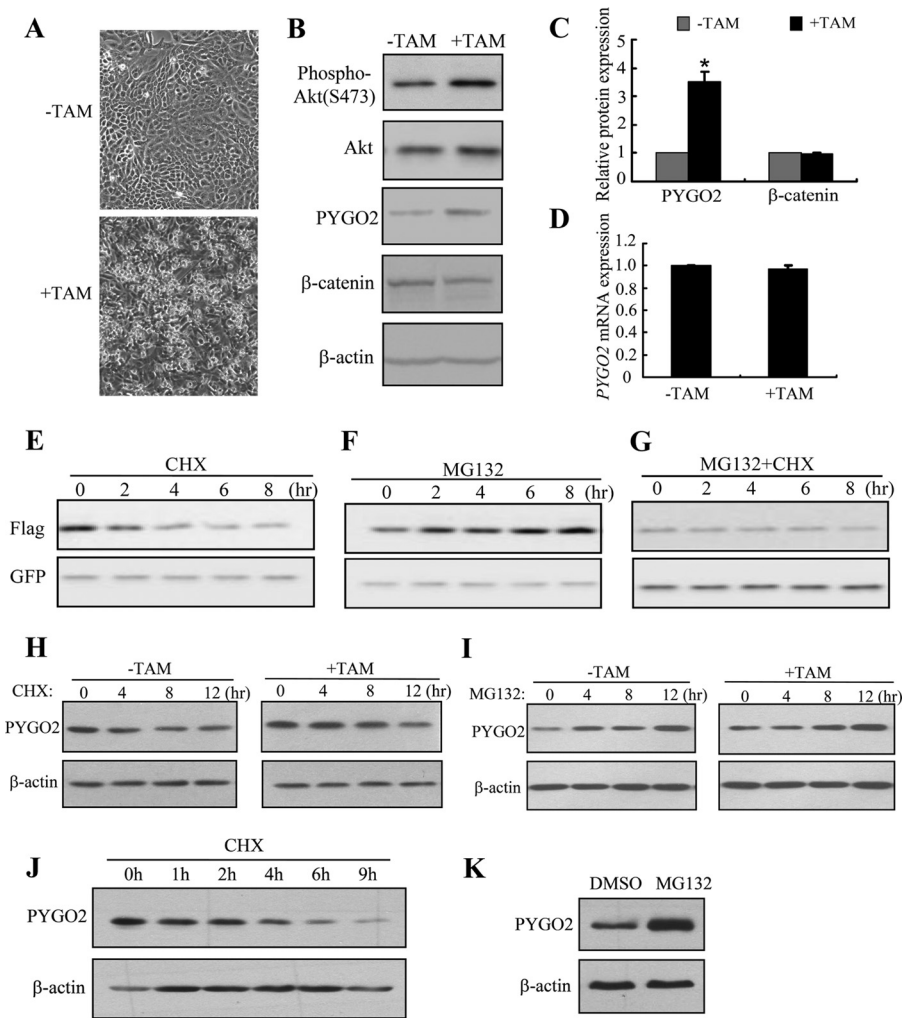 A
-TAM
+TAM
B
-TAM +TAM
Phospho-
Akt(S473)
Akt
PYGO2
β-catenin
β-actin
C
-TAM +TAM
Relative protein expression
5
4
3
2
1
0
*
PYGO2 β-catenin
D
PYGO2 mRNA expression
1.2
1.0
0.8
0.6
0.4
0.2
0
-TAM +TAM
E
CHX
0 2 4 6 8 (hr)
Flag
GFP
F
MG132
0 2 4 6 8 (hr)
G
MG132+CHX
0 2 4 6 8 (hr)
H
-TAM +TAM
CHX: 0 4 8 12 (hr) 0 4 8 12 (hr)
PYGO2
β-actin
I
-TAM +TAM
MG132: 0 4 8 12 (hr) 0 4 8 12 (hr)
PYGO2
β-actin
J
CHX
0h 1h 2h 4h 6h 9h
PYGO2
β-actin
K
DMSO MG132
PYGO2
β-actin